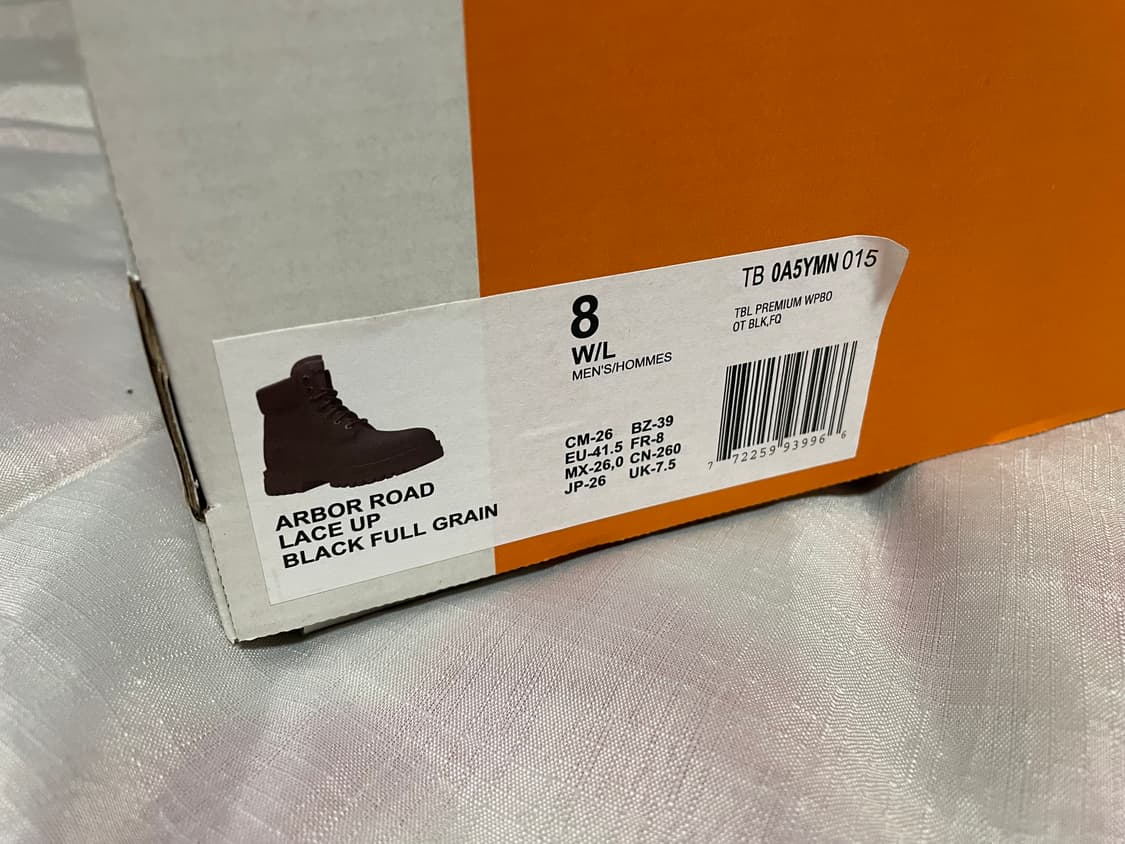 TB 0A5YMN 015
TBL PREMIUM WPBO
OT BLK,FQ
8
W/L
MEN'S/HOMMES
CM-26 BZ-39
EU-41.5 FR-8
MX-26,0 CN-260
JP-26 UK-7.5
7 72259 93996 6
ARBOR ROAD
LACE UP
BLACK FULL GRAIN